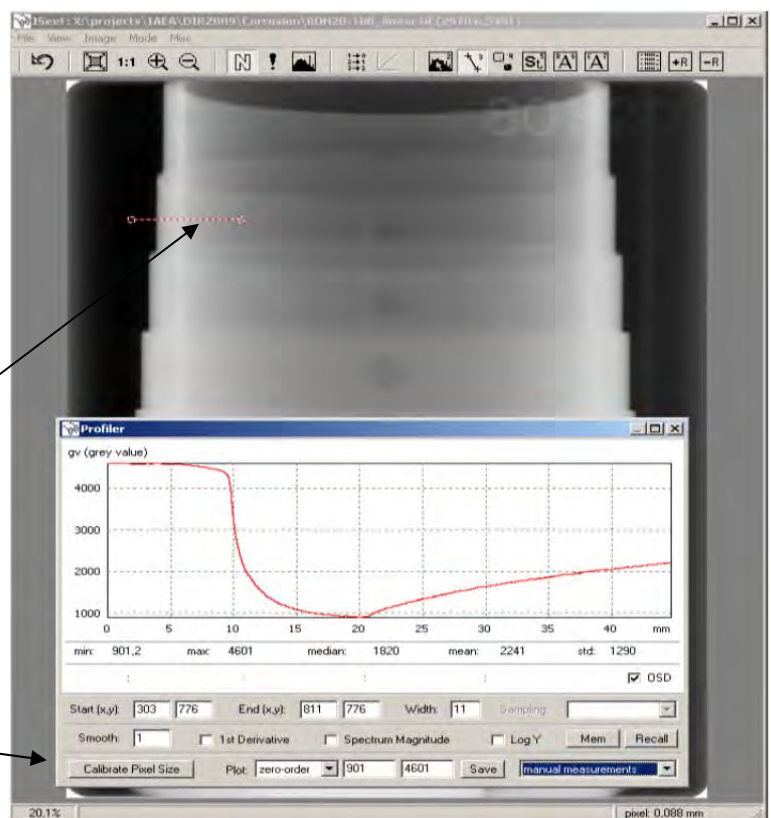 File View Image Mode Misc
1:1 N ! St A A +R -R
Profiler
gv (grey value)
4000
3000
2000
1000
0 5 10 15 20 25 30 35 40 mm
min: 901,2 max: 4601 median: 1820 mean: 2241 std: 1290
: : : : OSD
Start (x,y): 303 776 End (x,y): 811 776 Width: 11 Sampling:
Smooth: 1 1st Derivative Spectrum Magnitude Log Y Mem Recall
Calibrate Pixel Size Plot: zero-order 901 4601 Save manual measurements
20,1% pixel: 0,088 mm